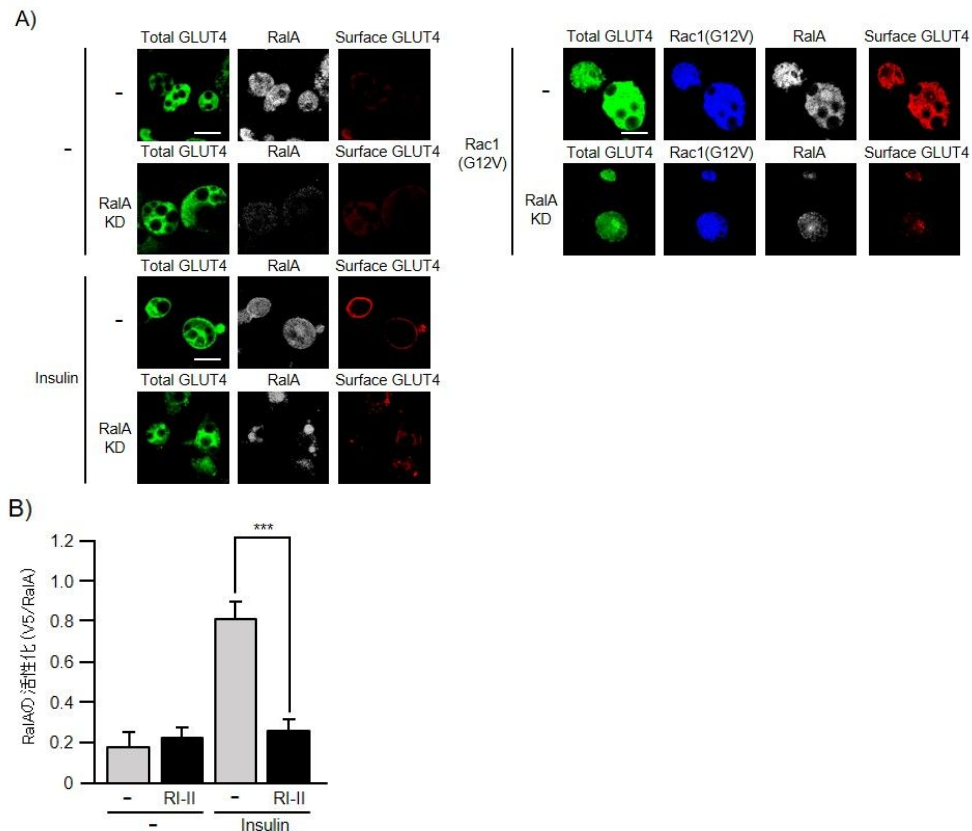 A)
Total GLUT4 RalA Surface GLUT4
-
-
RalA
KD
Total GLUT4 RalA Surface GLUT4
Insulin
-
Total GLUT4 RalA Surface GLUT4
RalA
KD
Total GLUT4 RalA Surface GLUT4
Rac1
(G12V)
-
Total GLUT4 Rac1(G12V) RalA Surface GLUT4
RalA
KD
Total GLUT4 Rac1(G12V) RalA Surface GLUT4
B)
RalAの活性化 (V5/RalA)
1.2
1.0
0.8
0.6
0.4
0.2
0
***
- RI-II - RI-II
- Insulin